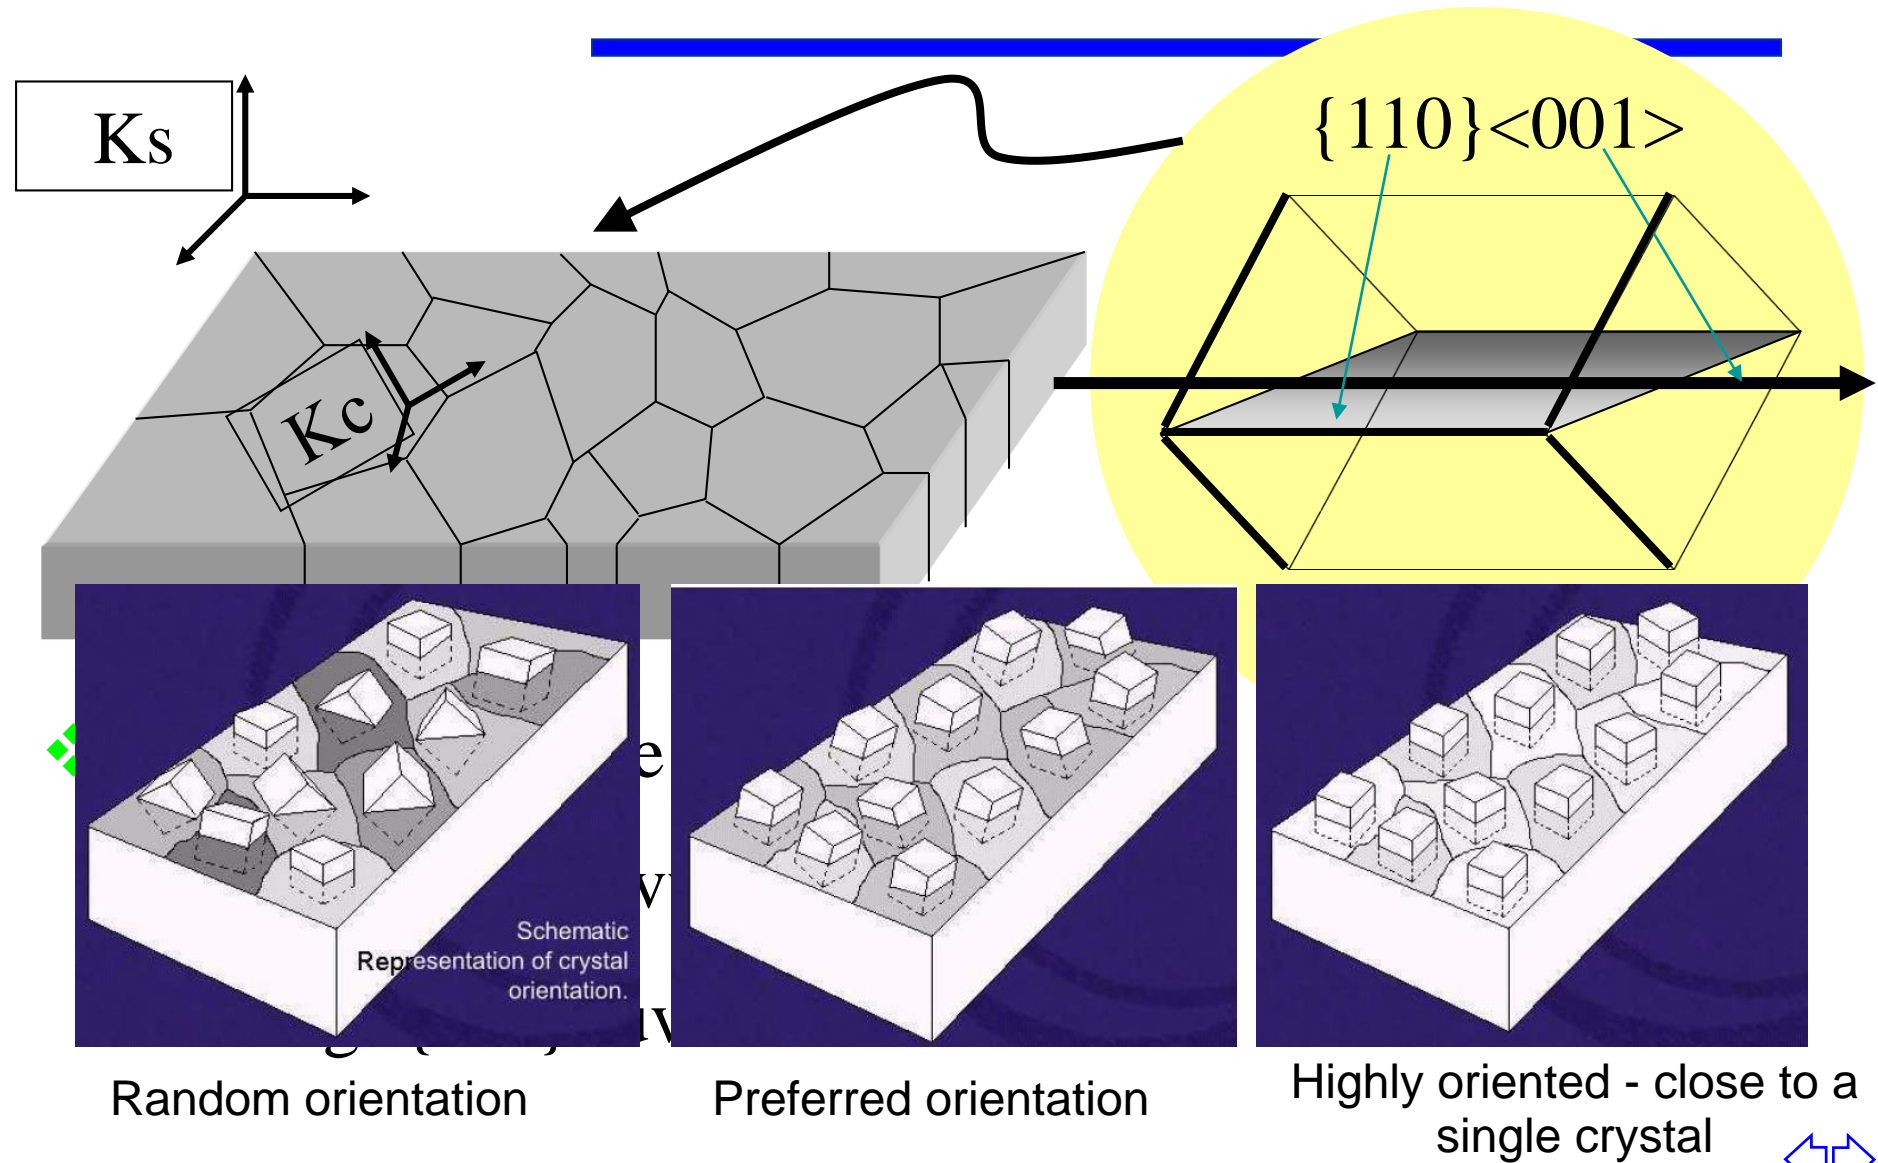 Ks
{110}<001>
Kc
Schematic
Representation of crystal
orientation.
Random orientation
Preferred orientation
Highly oriented - close to a
single crystal